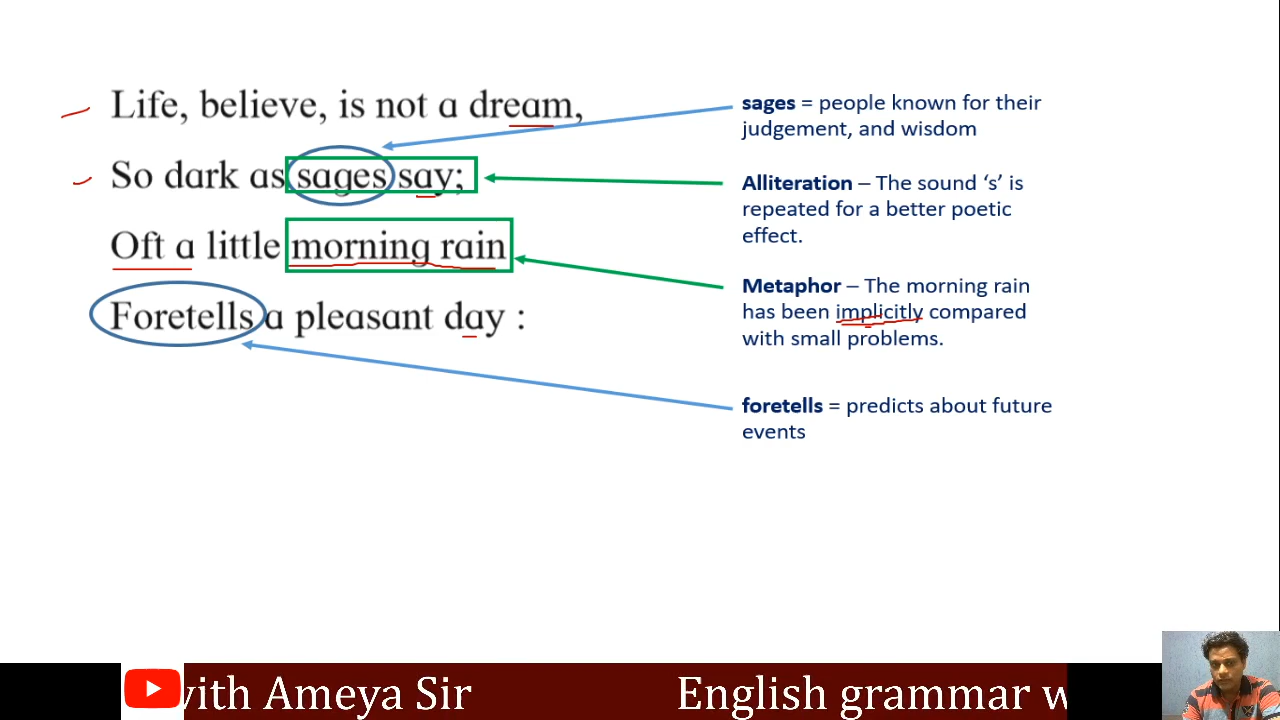 Life, believe, is not a dream,
So dark as sages say;
Oft a little morning rain
Foretells a pleasant day :
sages = people known for their
judgement, and wisdom
Alliteration – The sound ‘s’ is
repeated for a better poetic
effect.
Metaphor – The morning rain
has been implicitly compared
with small problems.
foretells = predicts about future
events
with Ameya Sir
English grammar w